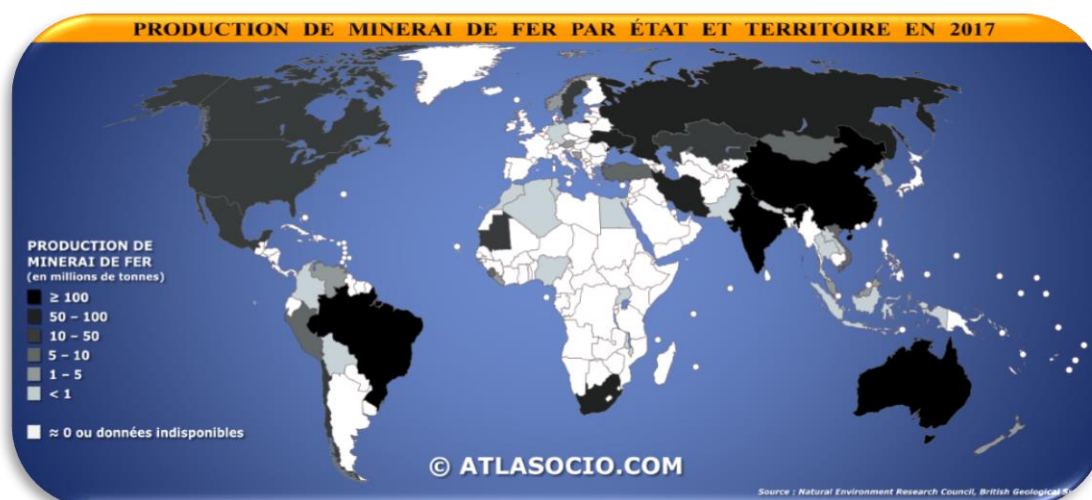 PRODUCTION DE MINERAI DE FER PAR ÉTAT ET TERRITOIRE EN 2017
PRODUCTION DE
MINERAI DE FER
(en millions de tonnes)
≥ 100
50 – 100
10 – 50
5 – 10
1 – 5
< 1
≈ 0 ou données indisponibles
© ATLASOCIO.COM
Source : Natural Environment Research Council, British Geological